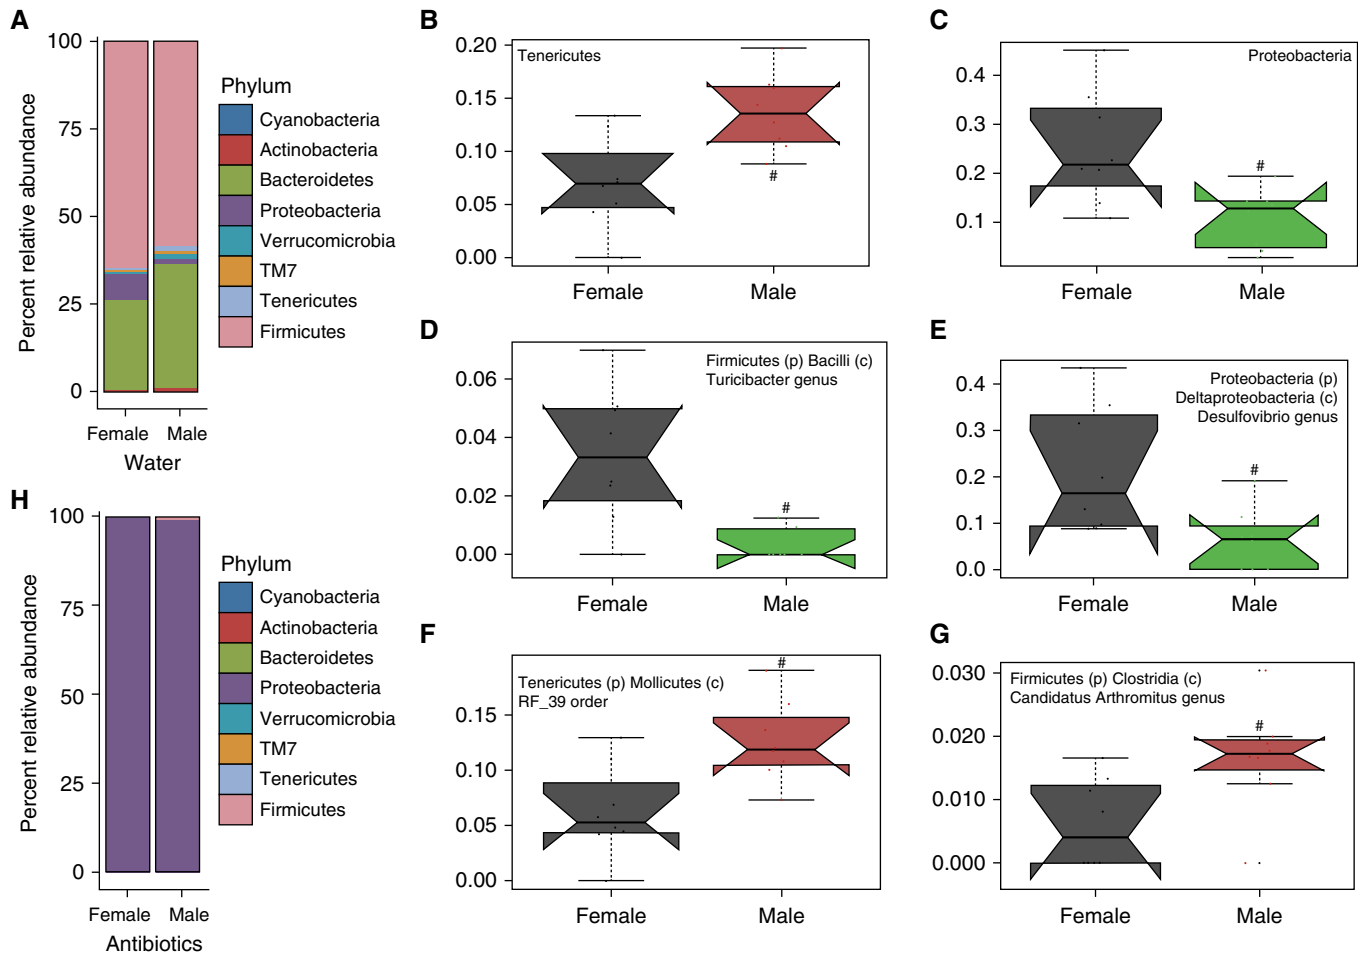 A
100
75
50
25
0
Percent relative abundance
Female Male
Water
Phylum
Cyanobacteria
Actinobacteria
Bacteroidetes
Proteobacteria
Verrucomicrobia
TM7
Tenericutes
Firmicutes
B
Tenericutes
0.20
0.15
0.10
0.05
0.00
#
Female Male
C
Proteobacteria
0.4
0.3
0.2
0.1
#
Female Male
D
Firmicutes (p) Bacilli (c)
Turicibacter genus
0.06
0.04
0.02
0.00
#
Female Male
E
Proteobacteria (p)
Deltaproteobacteria (c)
Desulfovibrio genus
0.4
0.3
0.2
0.1
0.0
#
Female Male
H
100
75
50
25
0
Percent relative abundance
Female Male
Antibiotics
Phylum
Cyanobacteria
Actinobacteria
Bacteroidetes
Proteobacteria
Verrucomicrobia
TM7
Tenericutes
Firmicutes
F
Tenericutes (p) Mollicutes (c)
RF_39 order
0.15
0.10
0.05
0.00
#
Female Male
G
Firmicutes (p) Clostridia (c)
Candidatus Arthromitus genus
0.030
0.020
0.010
0.000
#
Female Male